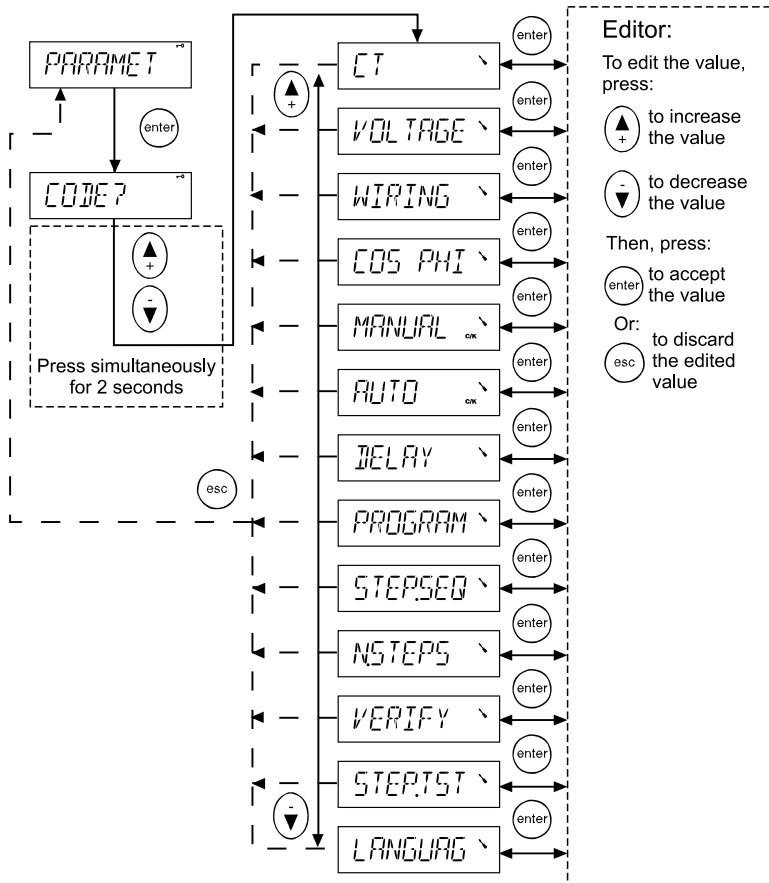 PARAMET
enter
CODE?
+
-
Press simultaneously
for 2 seconds
esc
+
-
CT
enter
VOLTAGE
enter
WIRING
enter
COS PHI
enter
MANUAL C/K
enter
AUTO C/K
enter
DELAY
enter
PROGRAM
enter
STEP.SEQ
enter
N.STEPS
enter
VERIFY
enter
STEP.TST
enter
LANGUAG
enter
Editor:
To edit the value,
press:
+
to increase
the value
-
to decrease
the value
Then, press:
enter
to accept
the value
Or:
esc
to discard
the edited
value